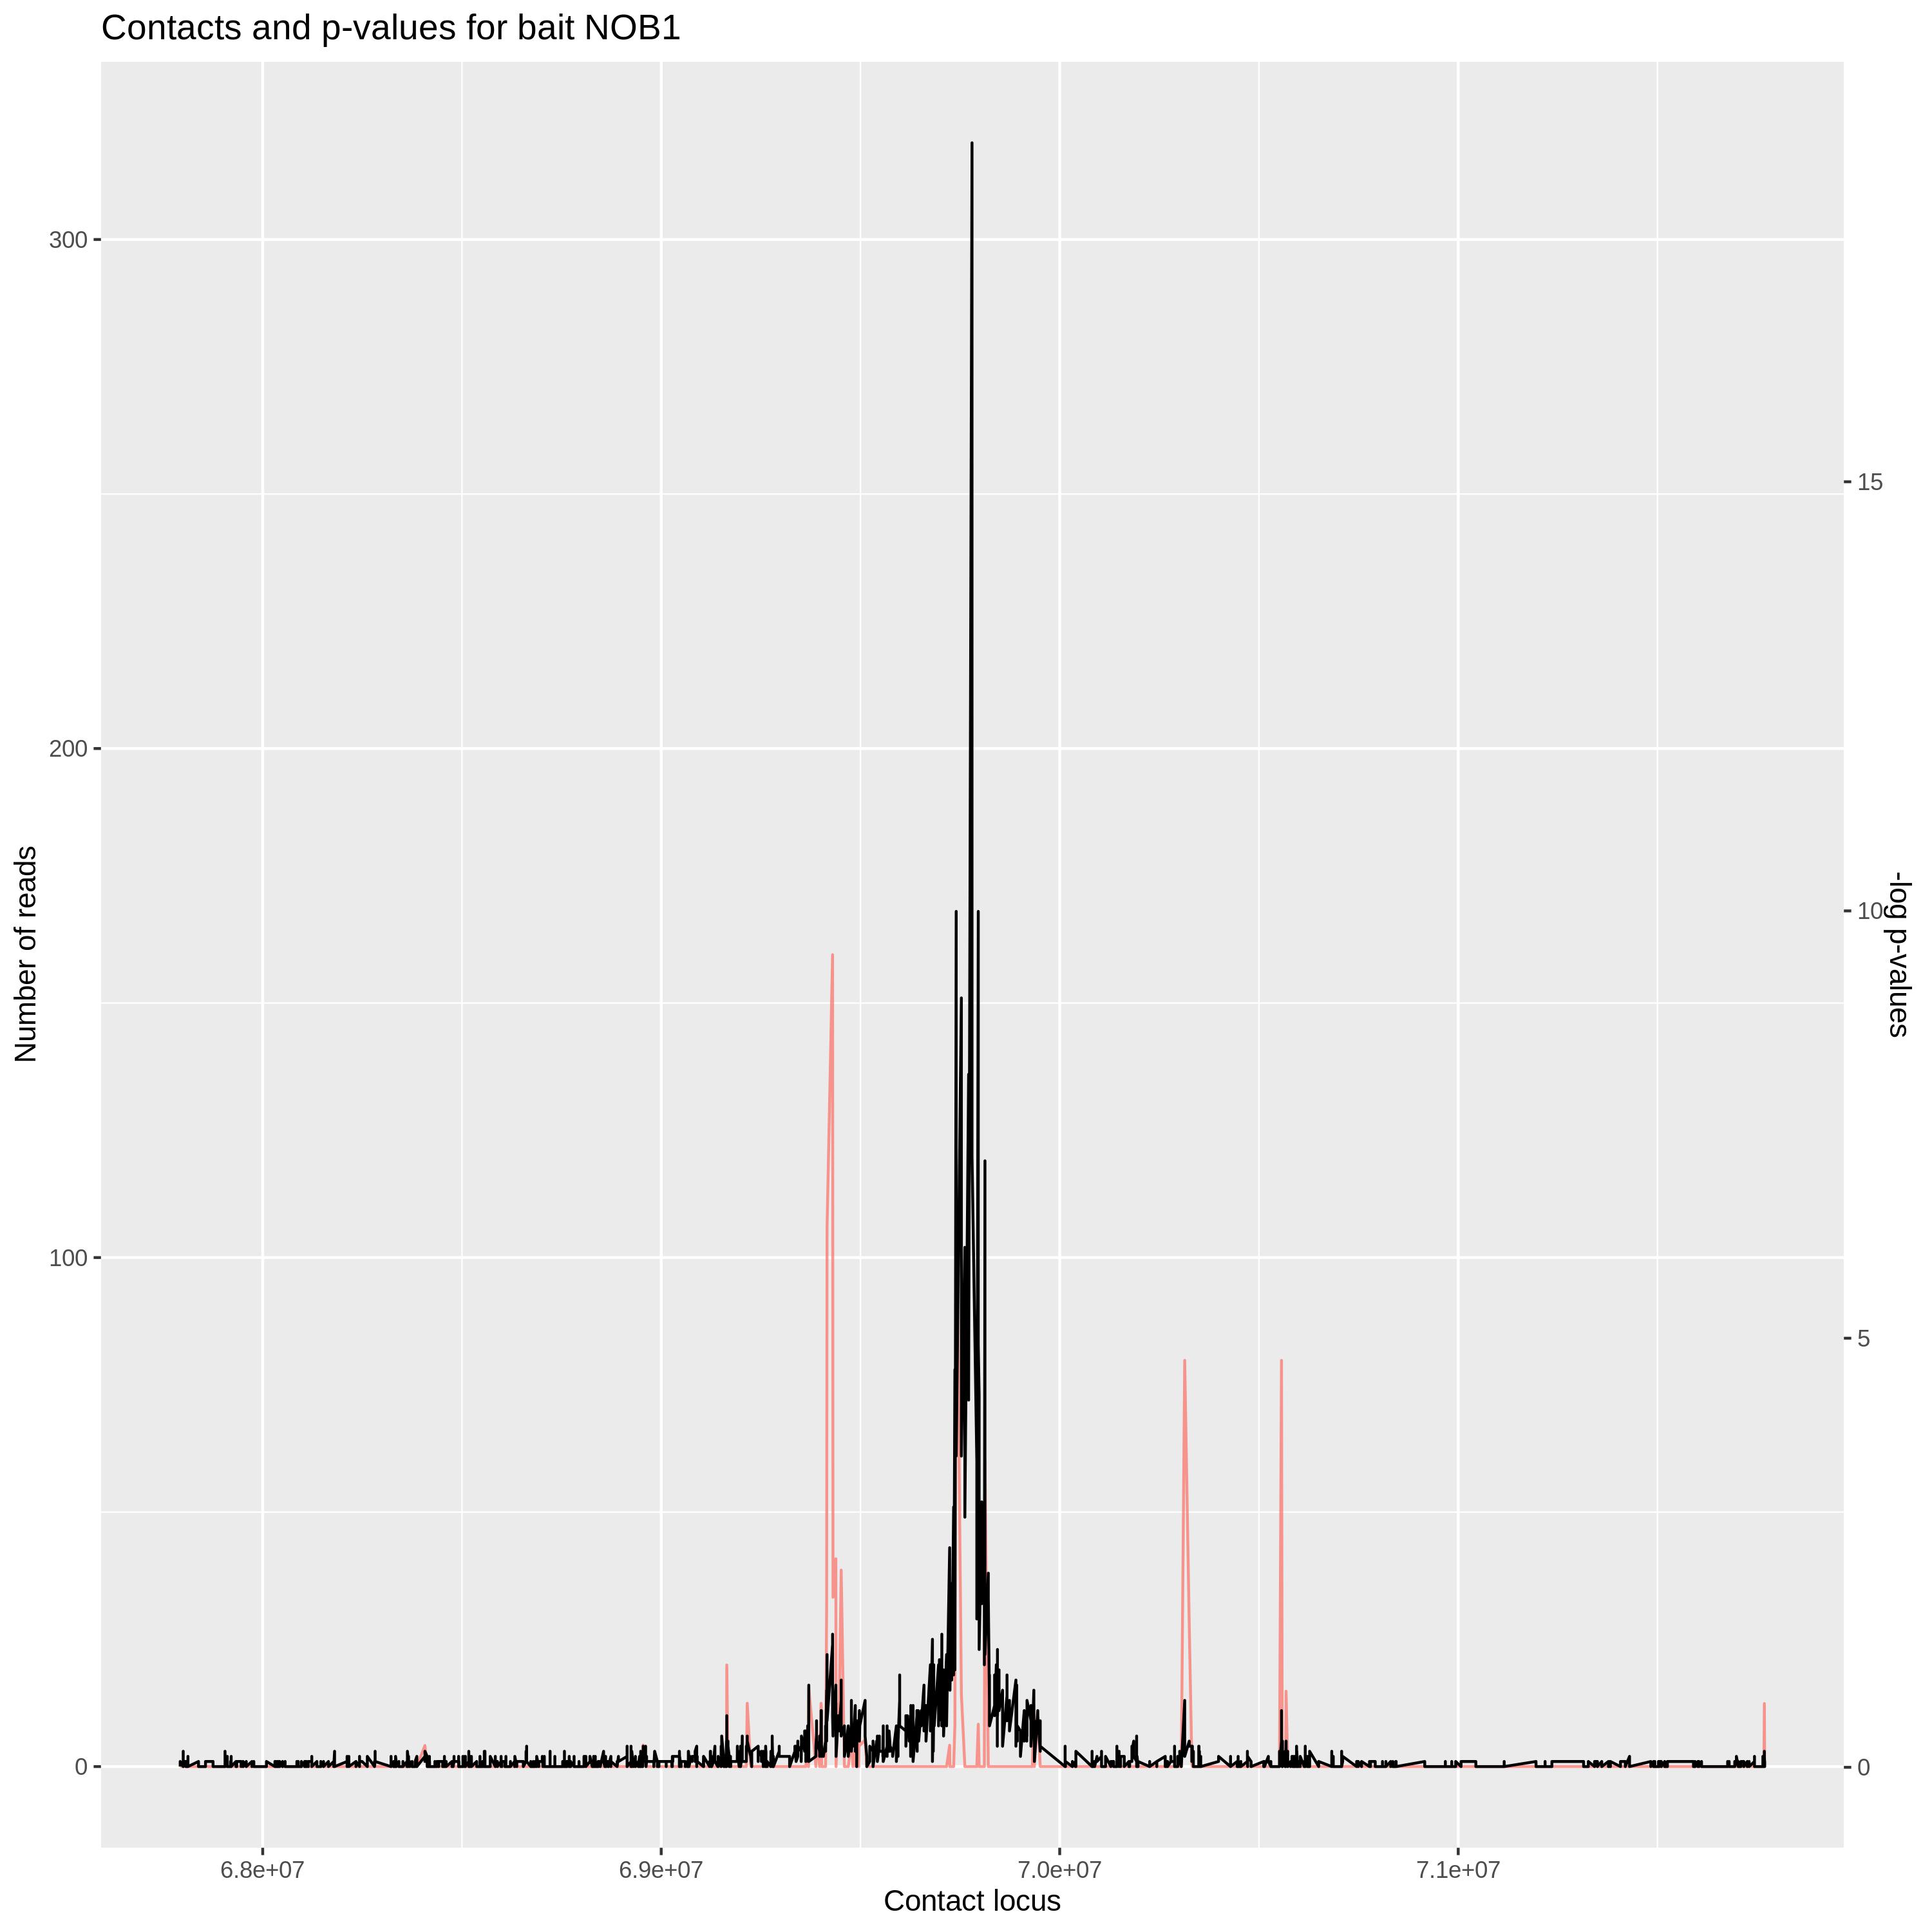 Contacts and p-values for bait NOB1
300
200
100
0
Number of reads
15
10
5
0
-log p-values
6.8e+07
6.9e+07
7.0e+07
7.1e+07
Contact locus